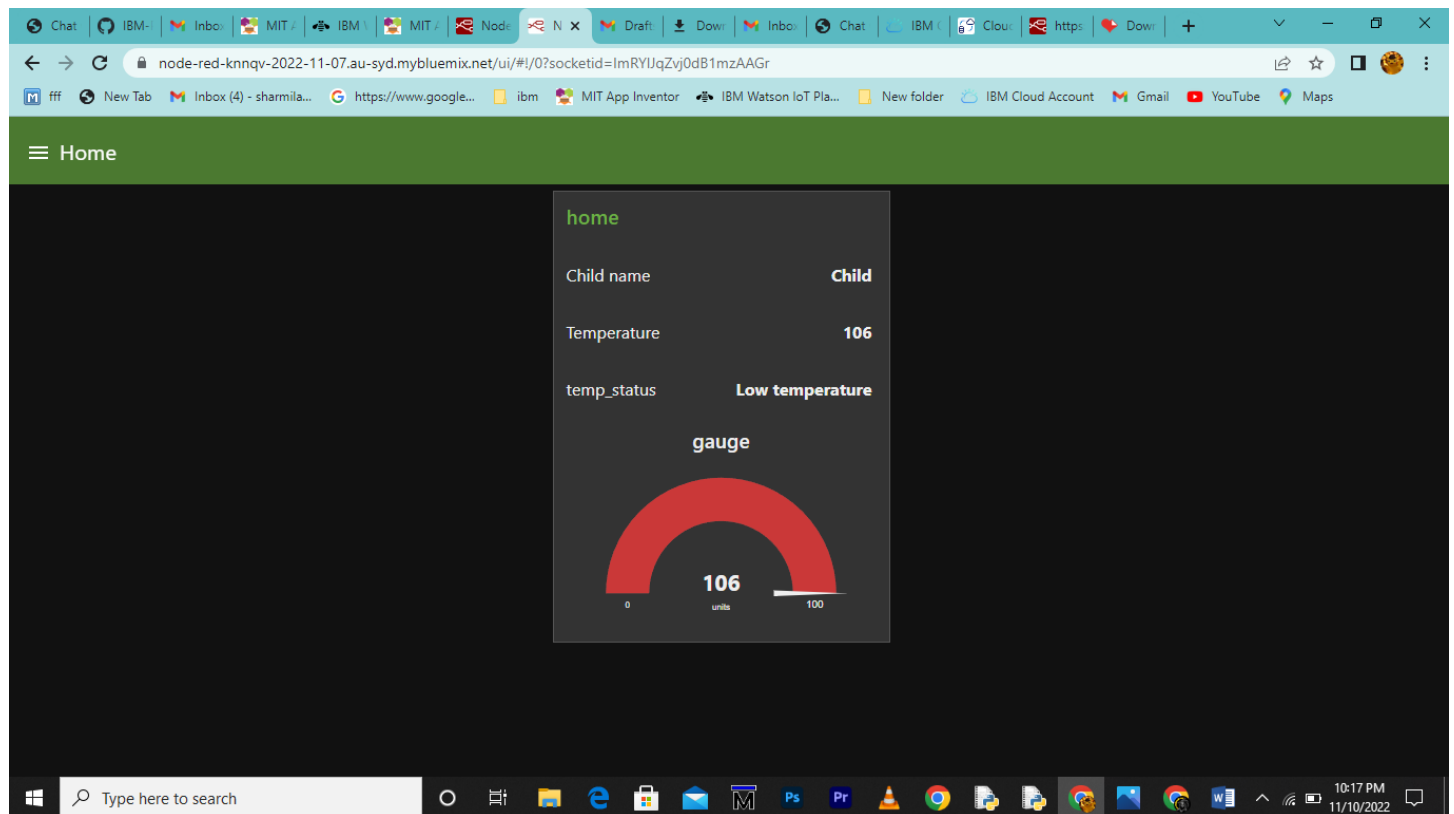 Chat IBM- Inbo MIT A IBM W MIT A Node N Draft Dowr Inbo Chat IBM C Clouc https Dowr
node-red-knnqv-2022-11-07.au-syd.mybluemix.net/ui/#!/0?socketid=ImRYlJqZvj0dB1mzAAGr
fff New Tab Inbox (4) - sharmila... https://www.google... ibm MIT App Inventor IBM Watson IoT Pla... New folder IBM Cloud Account Gmail YouTube Maps
Home
home
Child name Child
Temperature 106
temp_status Low temperature
gauge
106
0 units 100
Type here to search
Ps Pr
10:17 PM
11/10/2022